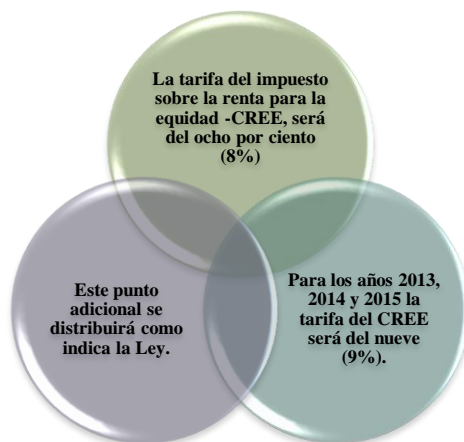 La tarifa del impuesto
sobre la renta para la
equidad -CREE, será
del ocho por ciento
(8%)
Este punto
adicional se
distribuirá como
indica la Ley.
Para los años 2013,
2014 y 2015 la
tarifa del CREE
será del nueve
(9%).